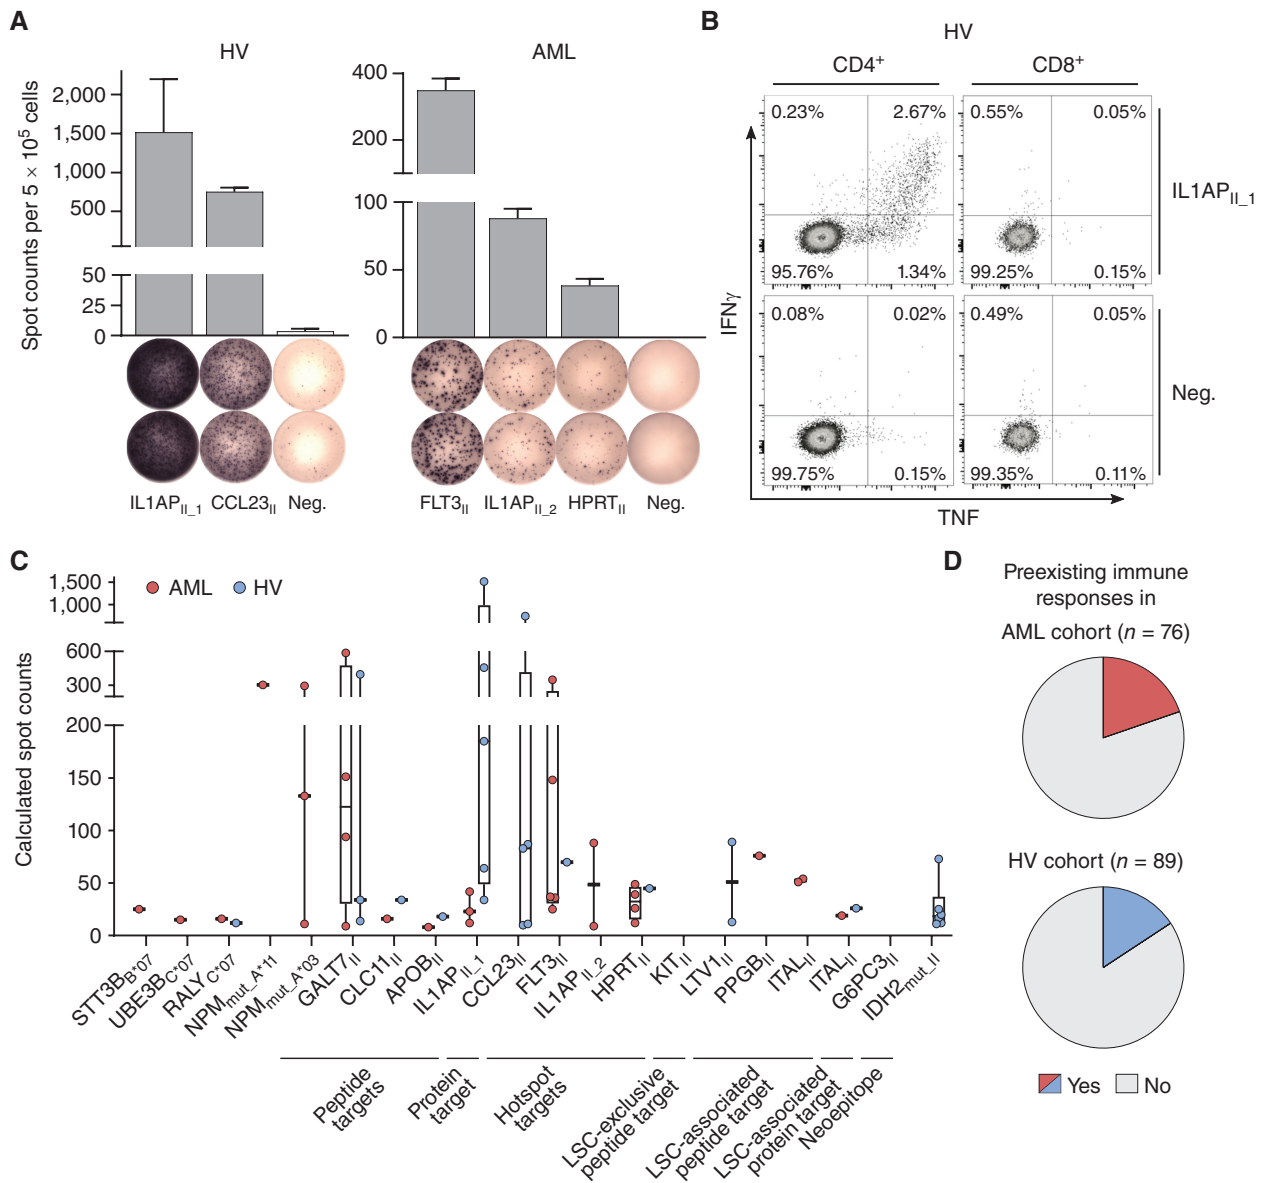 A
HV
AML
Spot counts per 5 × 10⁵ cells
2,000
1,500
1,000
500
50
25
0
400
200
100
50
0
IL1AP_II_1 CCL23_II Neg.
FLT3_II IL1AP_II_2 HPRT_II Neg.
B
HV
CD4⁺ CD8⁺
0.23% 2.67% 0.55% 0.05%
95.76% 1.34% 99.25% 0.15%
IL1AP_II_1
0.08% 0.02% 0.49% 0.05%
99.75% 0.15% 99.35% 0.11%
Neg.
IFNγ
TNF
C
AML HV
Calculated spot counts
1,500
1,000
600
300
200
150
100
50
0
STT3B_B*07
UBE3B_C*07
RALY_C*07
NPM_mut_A*11
NPM_mut_A*03
GALT7_II
CLC11_II
APOB_II
IL1AP_II_1
CCL23_II
FLT3_II
IL1AP_II_2
HPRT_II
KIT_II
LTV1_II
PPGB_II
ITAL_II
ITAL_II
G6PC3_II
IDH2_mut_II
Peptide
targets
Protein
target
Hotspot
targets
LSC-exclusive
peptide target
LSC-associated
peptide target
LSC-associated
protein target
Neoepitope
D
Preexisting immune
responses in
AML cohort (n = 76)
HV cohort (n = 89)
Yes No